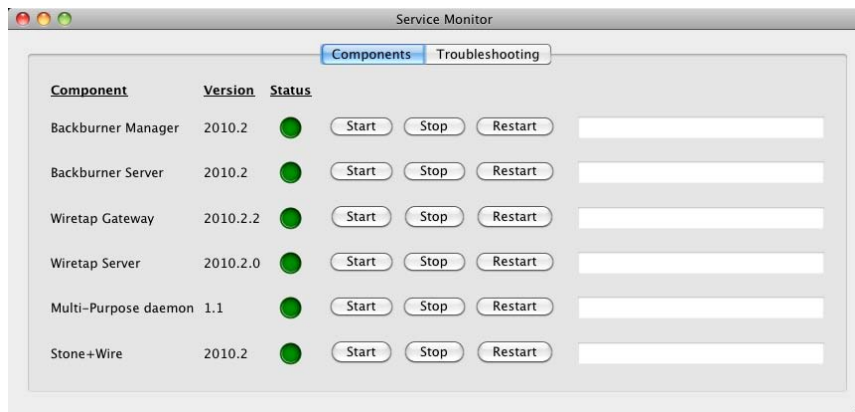 Service Monitor
Components Troubleshooting
Component Version Status
Backburner Manager 2010.2 Start Stop Restart
Backburner Server 2010.2 Start Stop Restart
Wiretap Gateway 2010.2.2 Start Stop Restart
Wiretap Server 2010.2.0 Start Stop Restart
Multi-Purpose daemon 1.1 Start Stop Restart
Stone+Wire 2010.2 Start Stop Restart